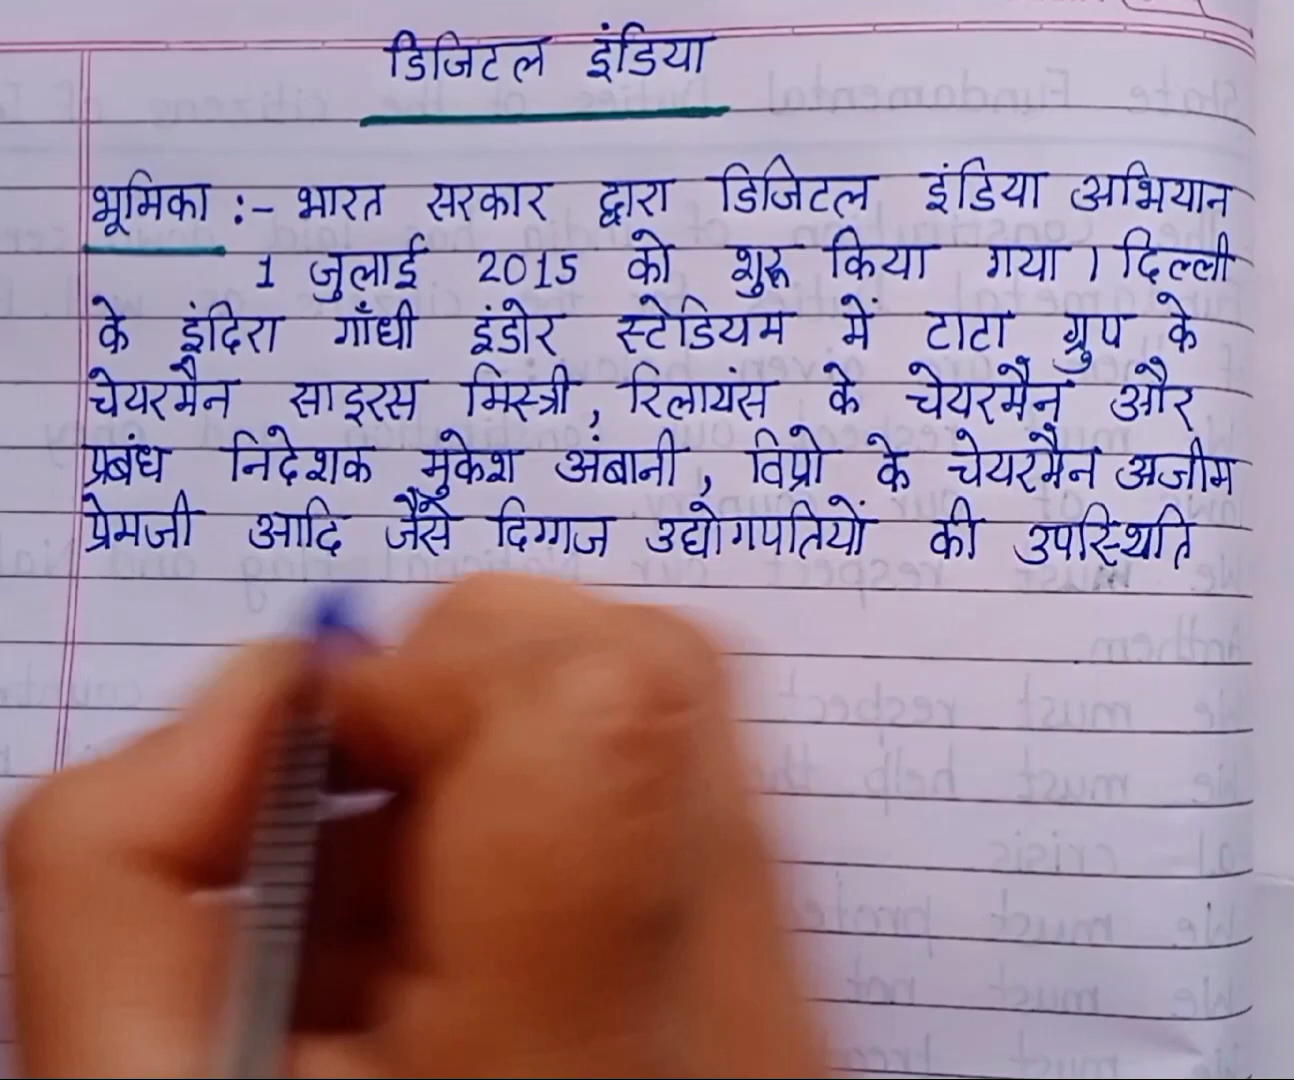 डिजिटल इंडिया
भूमिका :- भारत सरकार द्वारा डिजिटल इंडिया अभियान
1 जुलाई 2015 को शुरू किया गया। दिल्ली
के इंदिरा गाँधी इंडोर स्टेडियम में टाटा ग्रुप के
चेयरमैन साइरस मिस्त्री, रिलायंस के चेयरमैन और
प्रबंध निदेशक मुकेश अंबानी, विप्रो के चेयरमैन अजीम
प्रेमजी आदि जैसे दिग्गज उद्योगपतियों की उपस्थिति